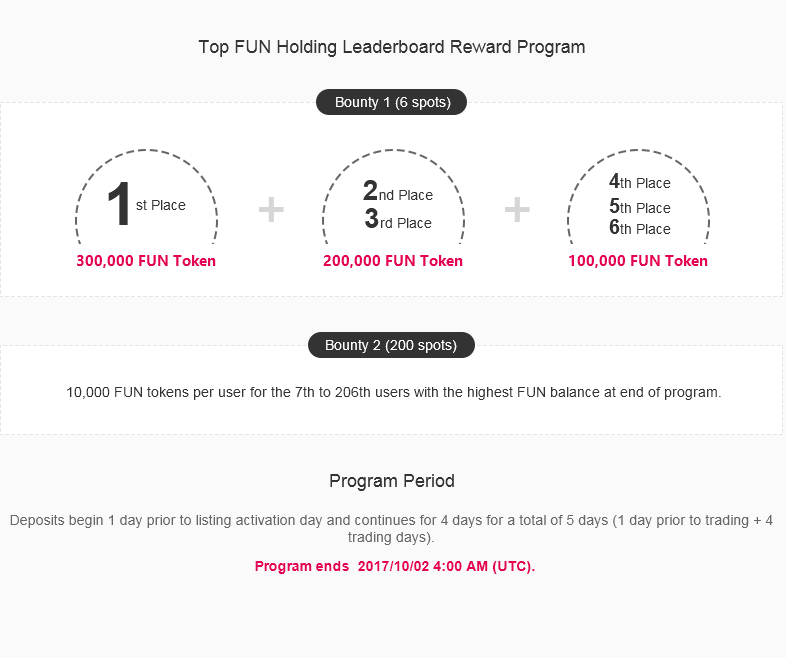 Top FUN Holding Leaderboard Reward Program
Bounty 1 (6 spots)
1st Place
+
2nd Place
3rd Place
+
4th Place
5th Place
6th Place
300,000 FUN Token
200,000 FUN Token
100,000 FUN Token
Bounty 2 (200 spots)
10,000 FUN tokens per user for the 7th to 206th users with the highest FUN balance at end of program.
Program Period
Deposits begin 1 day prior to listing activation day and continues for 4 days for a total of 5 days (1 day prior to trading + 4
trading days).
Program ends  2017/10/02 4:00 AM (UTC).